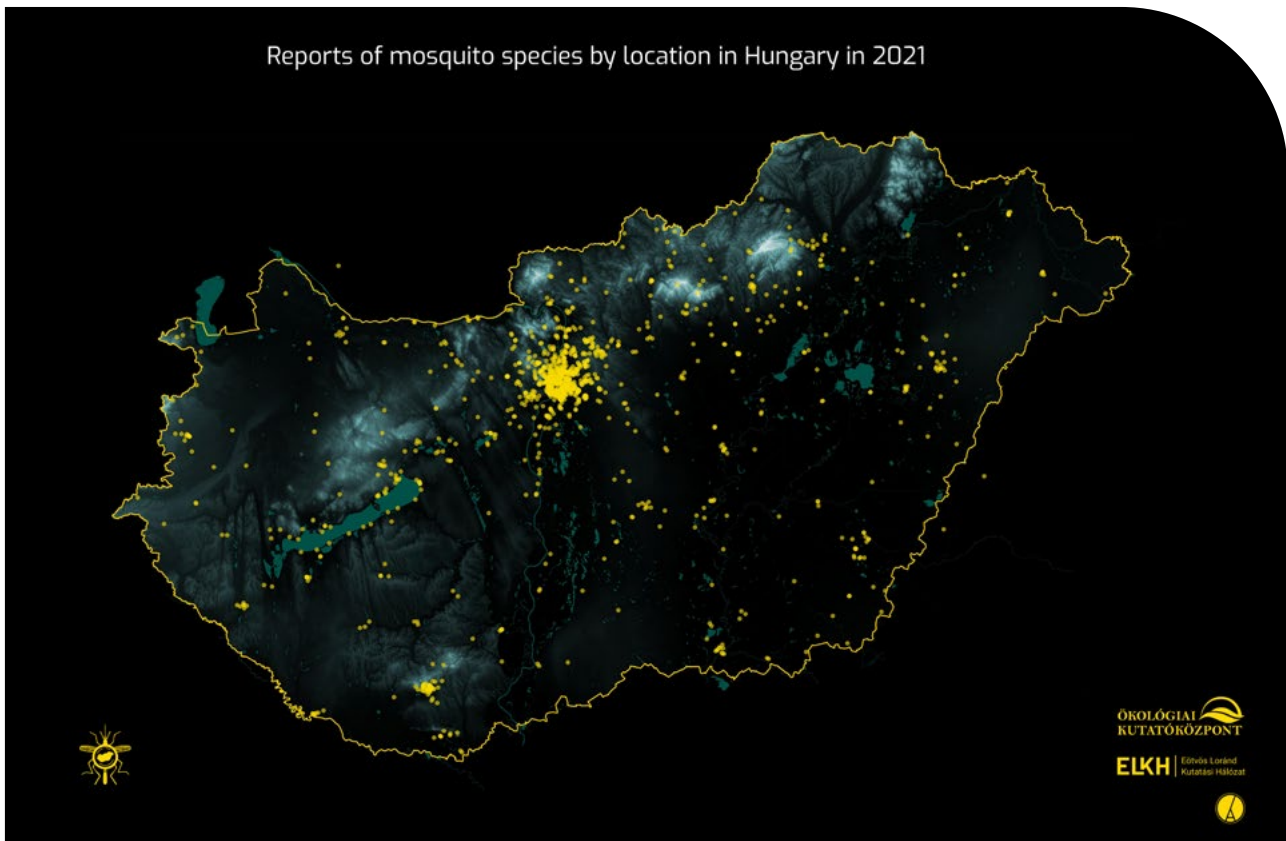 Reports of mosquito species by location in Hungary in 2021
ÖKOLÓGIAI
KUTATÓKÖZPONT
ELKH
Eötvös Loránd
Kutatási Hálózat